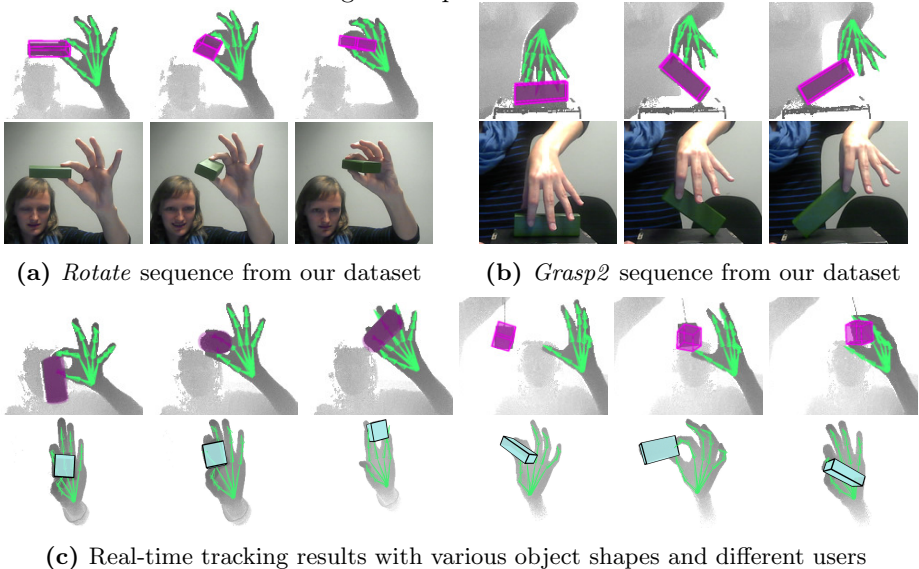 (a) Rotate sequence from our dataset
(b) Grasp2 sequence from our dataset
(c) Real-time tracking results with various object shapes and different users